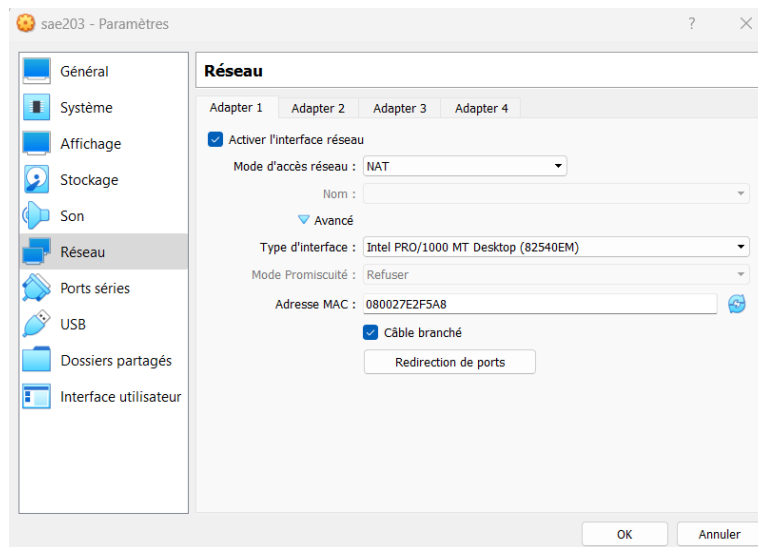 sae203 - Paramètres ? ×
Général
Système
Affichage
Stockage
Son
Réseau
Ports séries
USB
Dossiers partagés
Interface utilisateur
Réseau
Adapter 1 Adapter 2 Adapter 3 Adapter 4
Activer l'interface réseau
Mode d'accès réseau : NAT
Nom :
Avancé
Type d'interface : Intel PRO/1000 MT Desktop (82540EM)
Mode Promiscuité : Refuser
Adresse MAC : 080027E2F5A8
Câble branché
Redirection de ports
OK Annuler